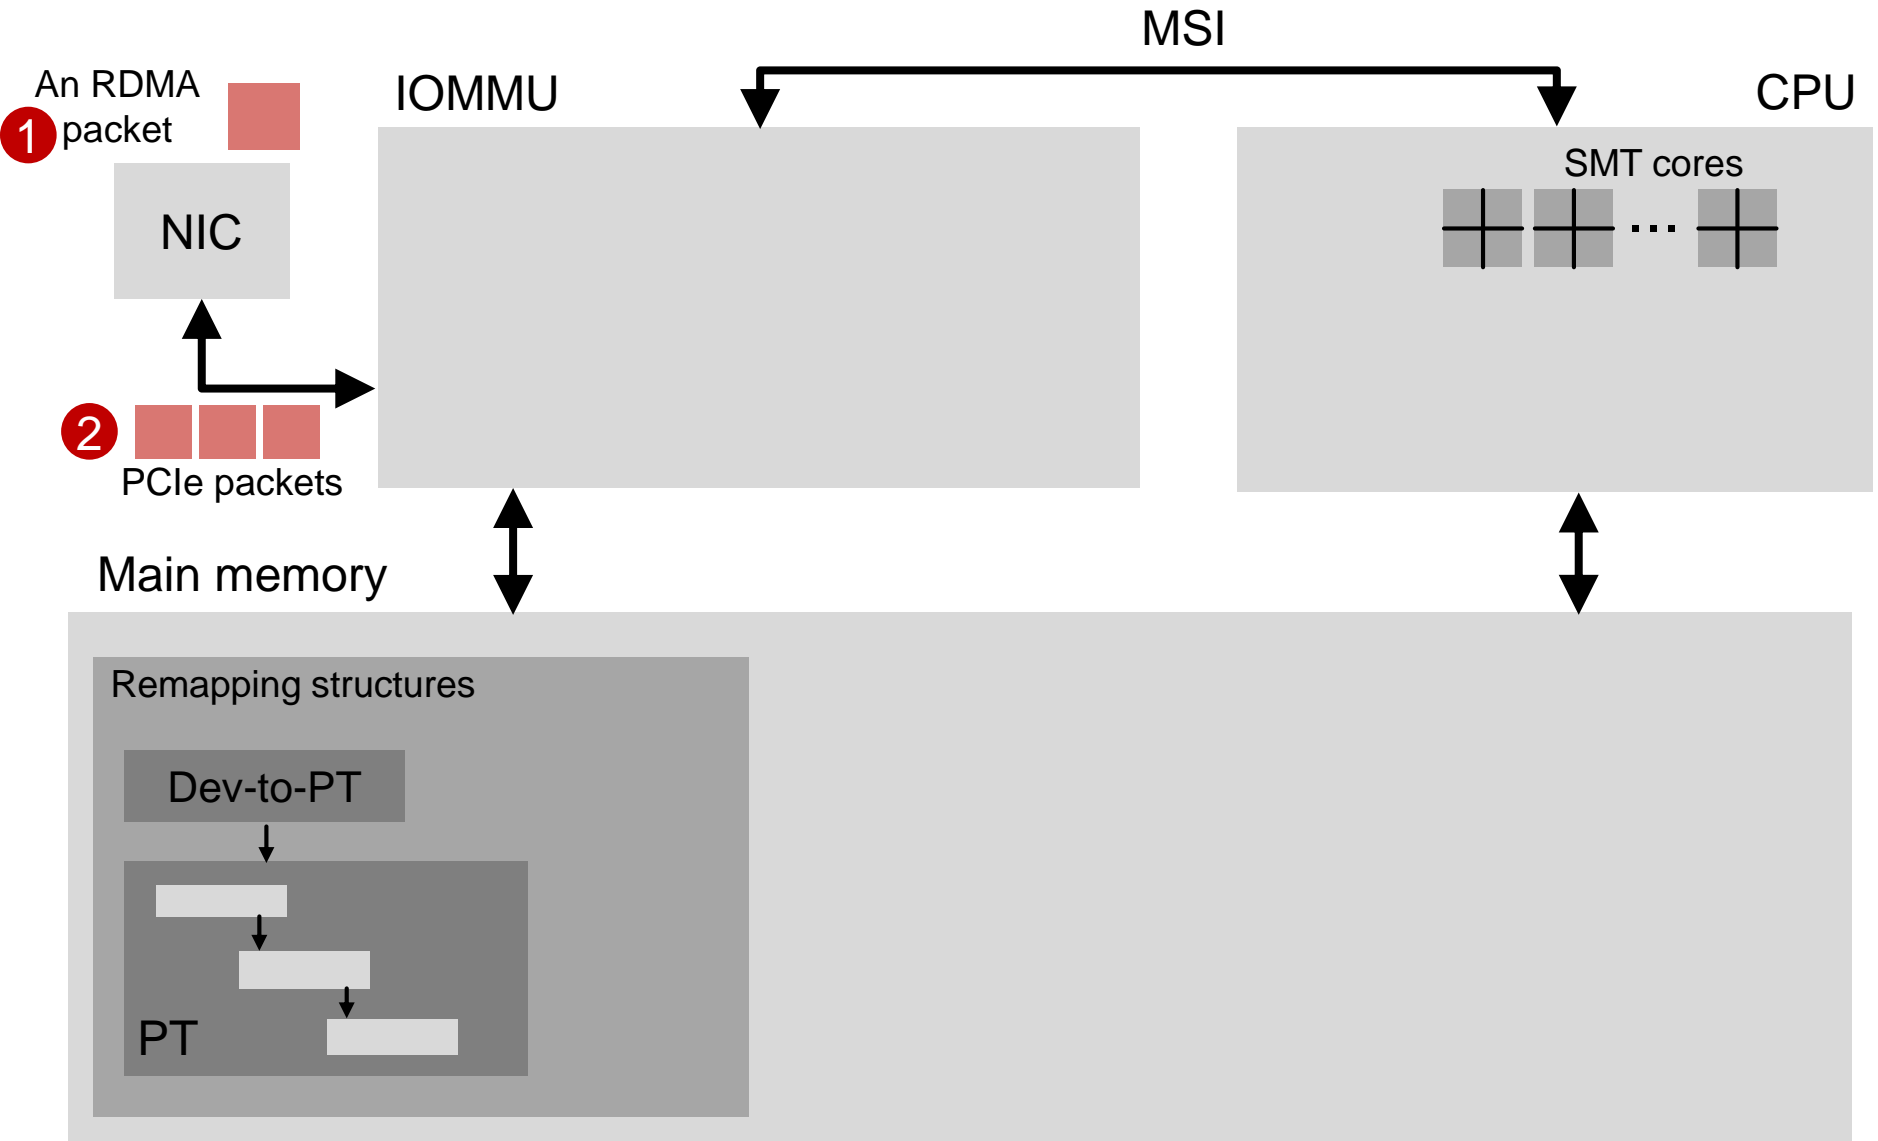 MSI
An RDMA
packet
1
IOMMU
CPU
SMT cores
...
NIC
2
PCIe packets
Main memory
Remapping structures
Dev-to-PT
PT